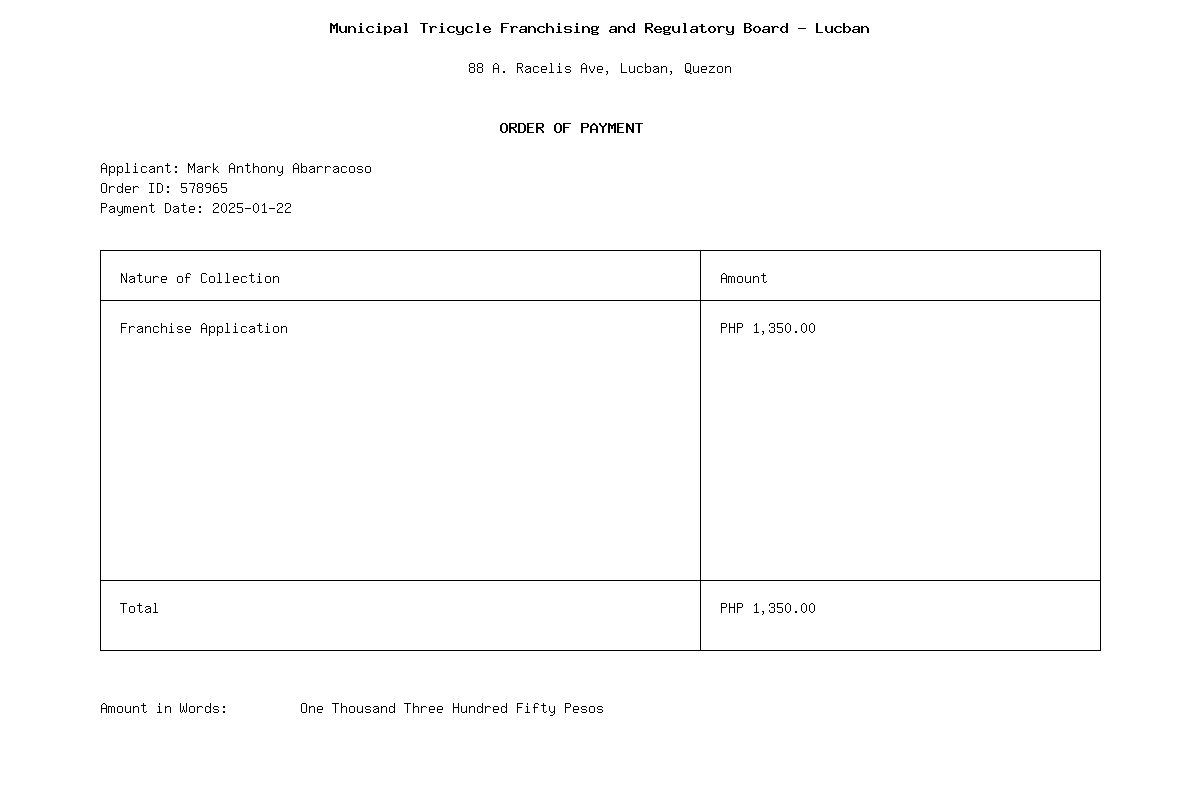 Municipal Tricycle Franchising and Regulatory Board - Lucban
88 A. Racelis Ave, Lucban, Quezon
ORDER OF PAYMENT
Applicant: Mark Anthony Abarracoso
Order ID: 578965
Payment Date: 2025-01-22
Nature of Collection Amount
Franchise Application PHP 1,350.00
Total PHP 1,350.00
Amount in Words: One Thousand Three Hundred Fifty Pesos